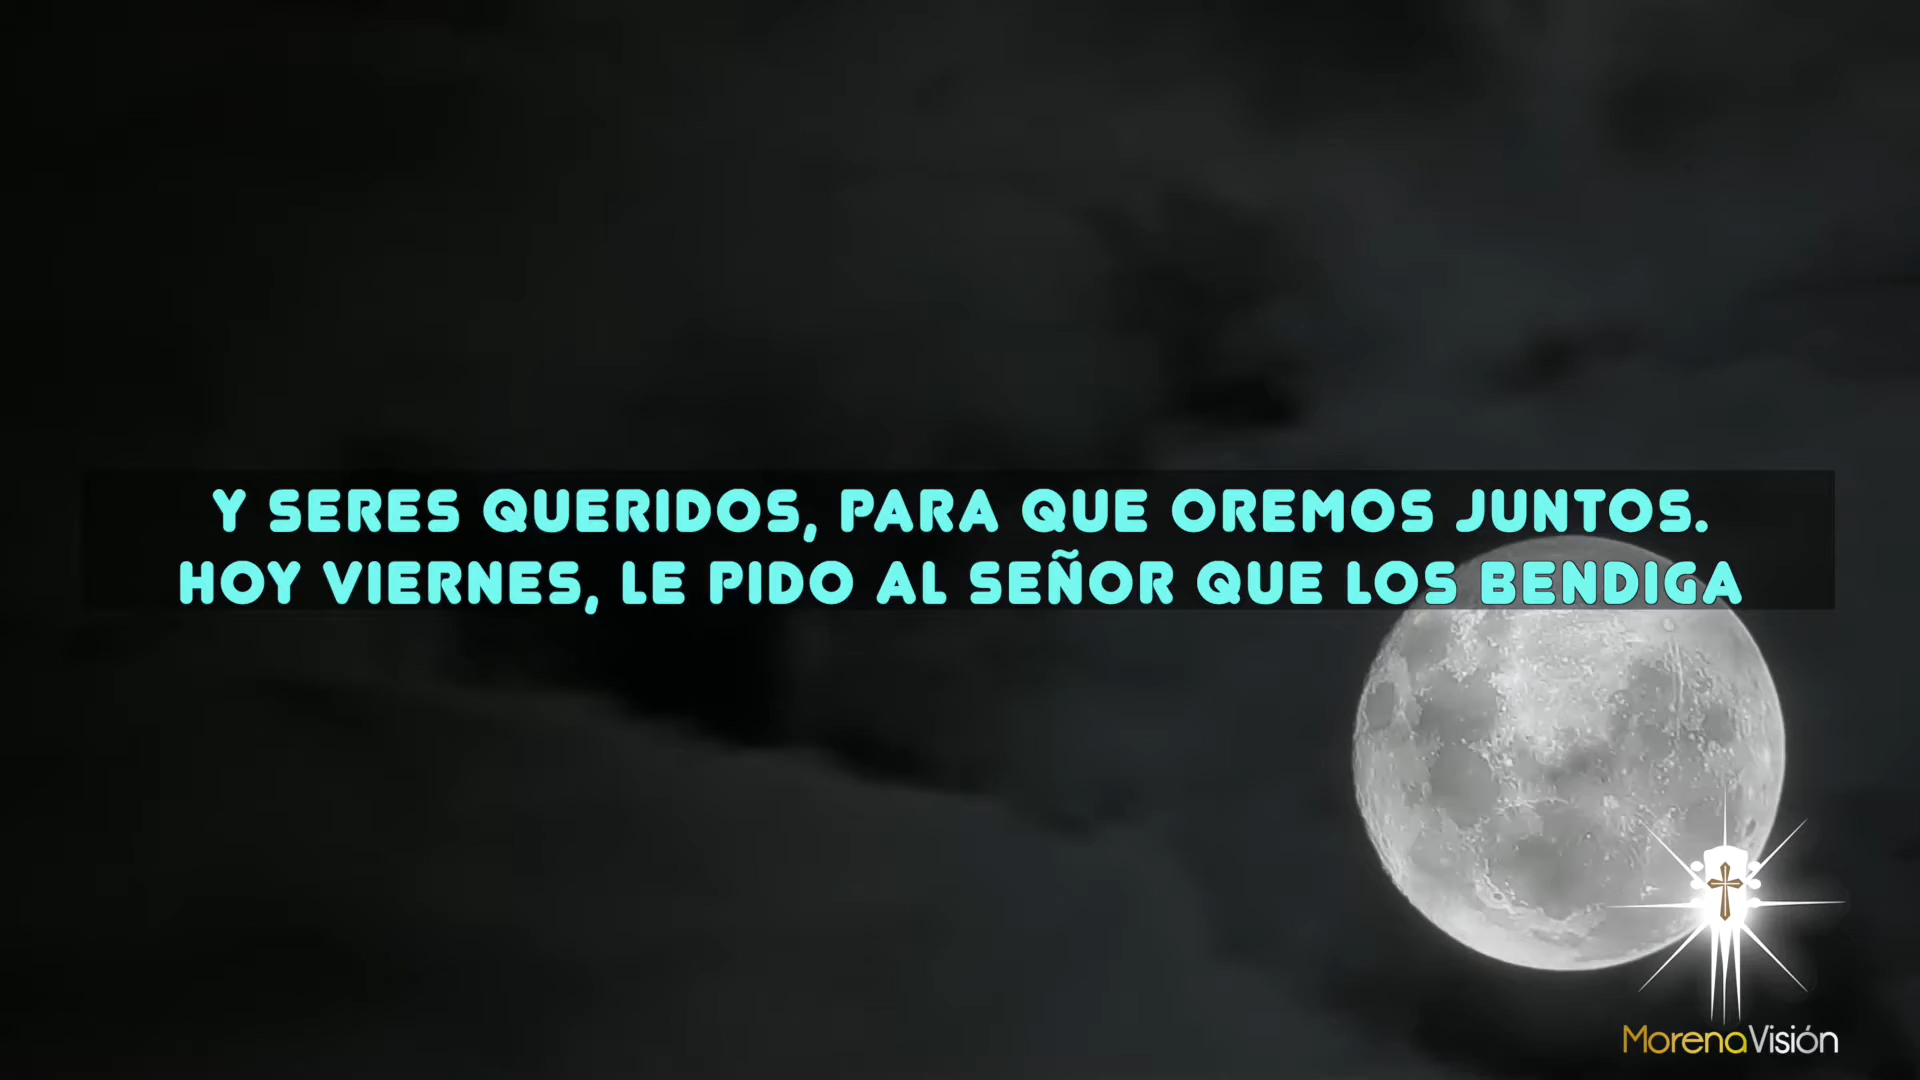 Y SERES QUERIDOS, PARA QUE OREMOS JUNTOS.
HOY VIERNES, LE PIDO AL SEÑOR QUE LOS BENDIGA
MorenaVisión